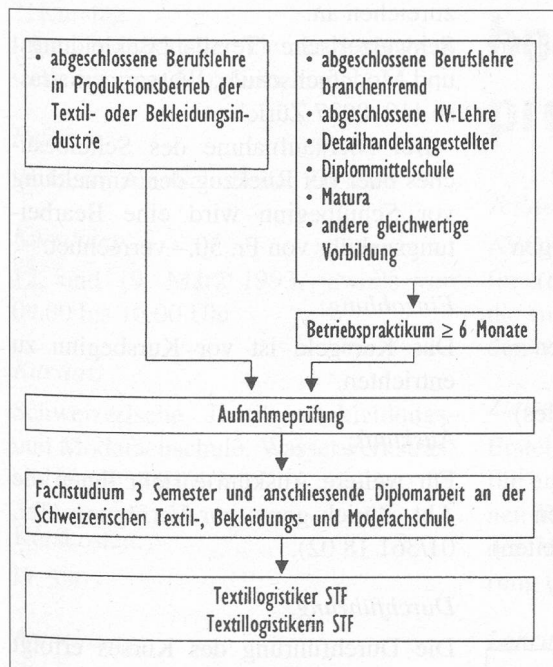 • abgeschlossene Berufslehre
in Produktionsbetrieb der
Textil- oder Bekleidungsin-
dustrie
• abgeschlossene Berufslehre
branchenfremd
• abgeschlossene KV-Lehre
Detailhandelsangestellter
• Diplommittelschule
• Matura
• andere gleichwertige
Vorbildung
Betriebspraktikum ≥ 6 Monate
Aufnahmeprüfung
Fachstudium 3 Semester und anschliessende Diplomarbeit an der
Schweizerischen Textil-, Bekleidungs- und Modefachschule
Textillogistiker STF
Textillogistikerin STF